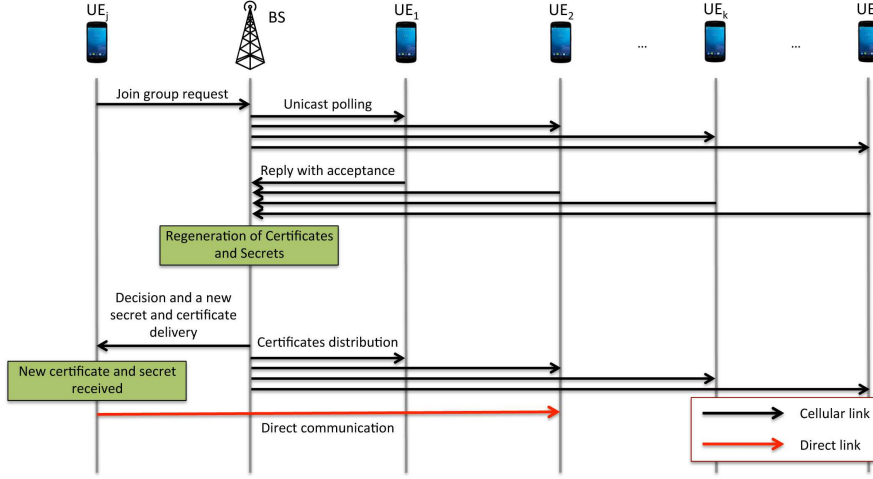 UEj BS UE1 UE2 ... UEk ... UE
Join group request
Unicast polling
Reply with acceptance
Regeneration of Certificates
and Secrets
Decision and a new
secret and certificate
delivery
Certificates distribution
New certificate and secret
received
Direct communication
Cellular link
Direct link